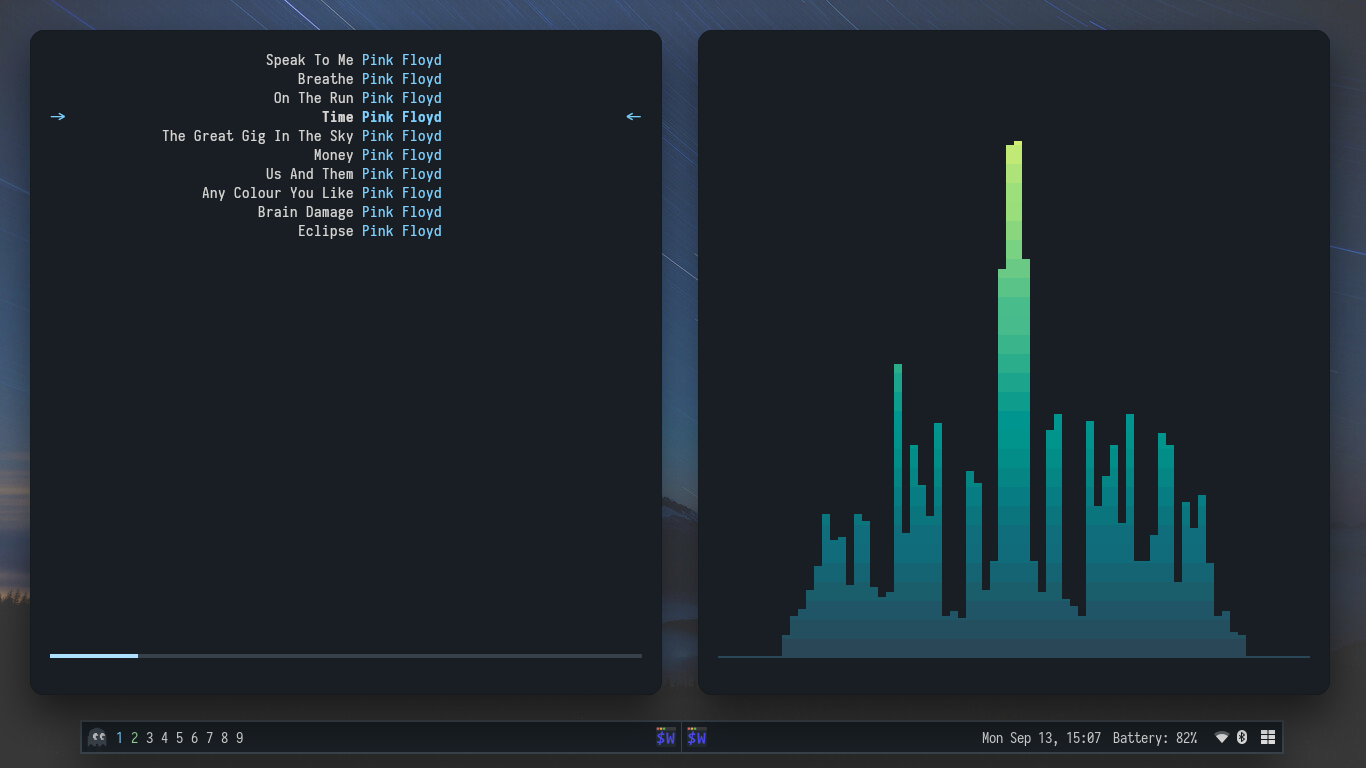 Speak To Me Pink Floyd
Breathe Pink Floyd
On The Run Pink Floyd
→ Time Pink Floyd ←
The Great Gig In The Sky Pink Floyd
Money Pink Floyd
Us And Them Pink Floyd
Any Colour You Like Pink Floyd
Brain Damage Pink Floyd
Eclipse Pink Floyd
1 2 3 4 5 6 7 8 9 $W $W Mon Sep 13, 15:07 Battery: 82%